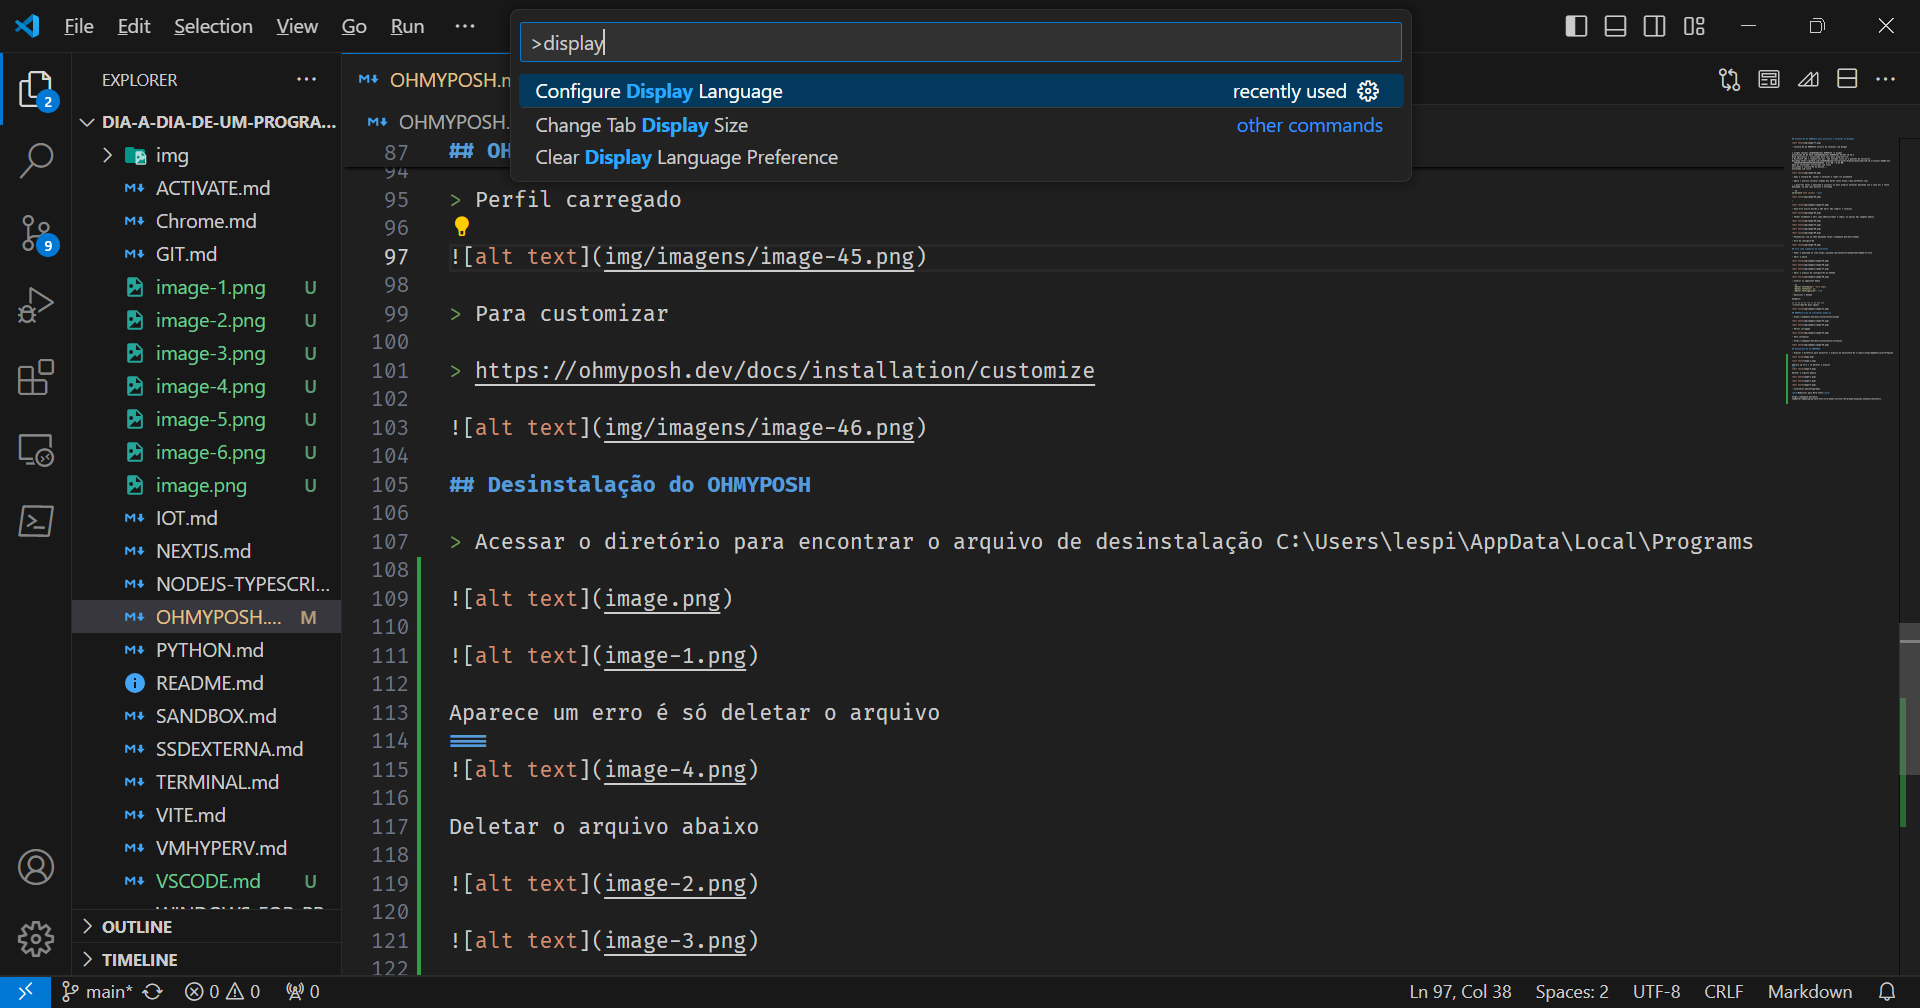 File Edit Selection View Go Run ···
>display
Configure Display Language recently used
Change Tab Display Size other commands
Clear Display Language Preference
EXPLORER ···
DIA-A-DIA-DE-UM-PROGRA...
img
ACTIVATE.md
Chrome.md
GIT.md
image-1.png U
image-2.png U
image-3.png U
image-4.png U
image-5.png U
image-6.png U
image.png U
IOT.md
NEXTJS.md
NODEJS-TYPESCRI...
OHMYPOSH.... M
PYTHON.md
README.md
SANDBOX.md
SSDEXTERNA.md
TERMINAL.md
VITE.md
VMHYPERV.md
VSCODE.md U
OUTLINE
TIMELINE
2
9
OHMYPOSH.m
OHMYPOSH.
87 ## OH
94
95 > Perfil carregado
96
97 ![alt text](img/imagens/image-45.png)
98
99 > Para customizar
100
101 > https://ohmyposh.dev/docs/installation/customize
102
103 ![alt text](img/imagens/image-46.png)
104
105 ## Desinstalação do OHMYPOSH
106
107 > Acessar o diretório para encontrar o arquivo de desinstalação C:\Users\lespi\AppData\Local\Programs
108
109 ![alt text](image.png)
110
111 ![alt text](image-1.png)
112
113 Aparece um erro é só deletar o arquivo
114 ===
115 ![alt text](image-4.png)
116
117 Deletar o arquivo abaixo
118
119 ![alt text](image-2.png)
120
121 ![alt text](image-3.png)
122
main* 0 0 0
Ln 97, Col 38 Spaces: 2 UTF-8 CRLF Markdown